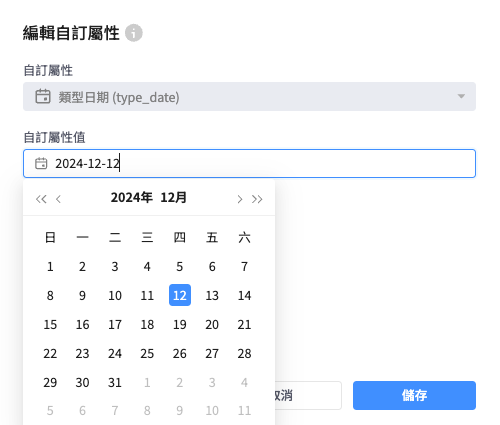 編輯自訂屬性
自訂屬性
類型日期 (type_date)
自訂屬性值
2024-12-12
2024年 12月
日 一 二 三 四 五 六
1 2 3 4 5 6 7
8 9 10 11 12 13 14
15 16 17 18 19 20 21
22 23 24 25 26 27 28
29 30 31 1 2 3 4
5 6 7 8 9 10 11
取消
儲存